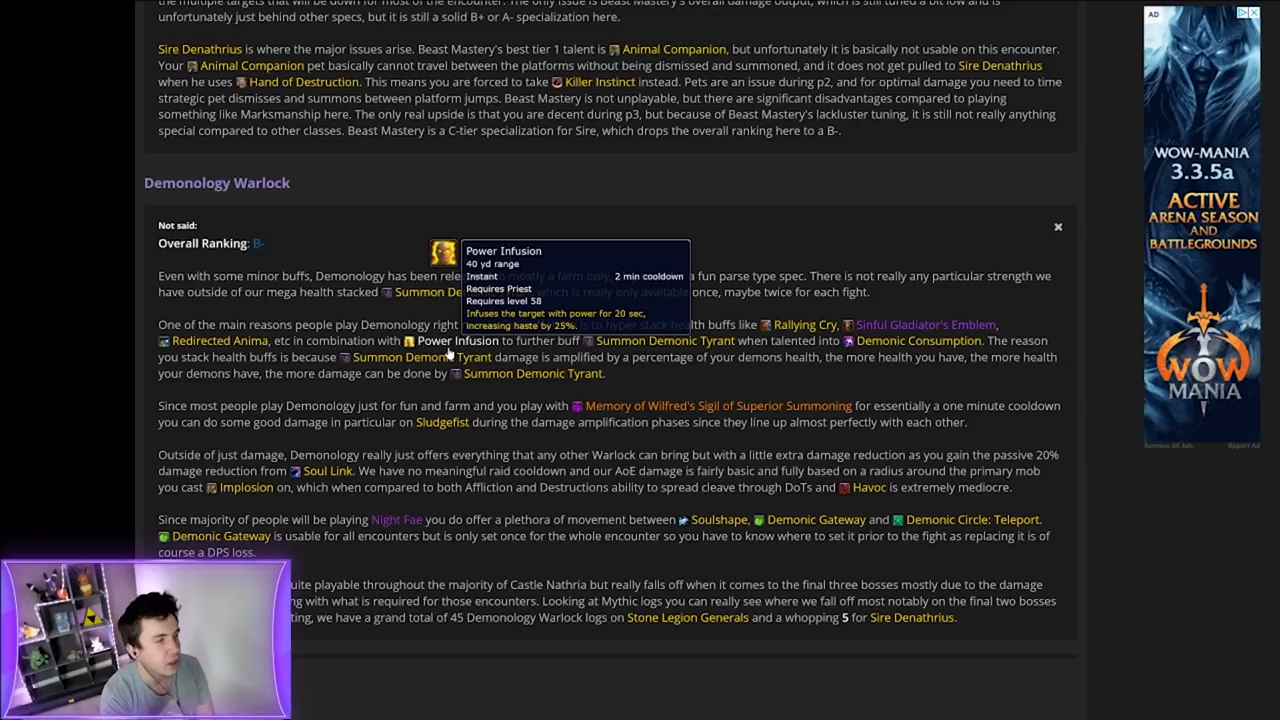 the multiple targets that will be down for most of the encounter. The only issue is Beast Mastery's overall damage output, which is still tuned a bit low and is
unfortunately just behind other specs, but it is still a solid B+ or A- specialization here.
Sire Denathrius is where the major issues arise. Beast Mastery's best tier 1 talent is Animal Companion, but unfortunately it is basically not usable on this encounter.
Your Animal Companion pet basically cannot travel between the platforms without being dismissed and summoned, and it does not get pulled to Sire Denathrius
when he uses Hand of Destruction. This means you are forced to take Killer Instinct instead. Pets are an issue during p2, and for optimal damage you need to time
strategic pet dismisses and summons between platform jumps. Beast Mastery is not unplayable, but there are significant disadvantages compared to playing
something like Marksmanship here. The only real upside is that you are decent during p3, but because of Beast Mastery's lackluster tuning, it is still not really anything
special compared to other classes. Beast Mastery is a C-tier specialization for Sire, which drops the overall ranking here to a B-.
Demonology Warlock
Not said:
Overall Ranking: B-
Power Infusion
40 yd range
Instant 2 min cooldown
Requires Priest
Requires level 58
Infuses the target with power for 20 sec,
increasing haste by 25%.
Even with some minor buffs, Demonology has been mostly a farm only, a fun parse type spec. There is not really any particular strength we
have outside of our mega health stacked Summon which is really only available once, maybe twice for each fight.
One of the main reasons people play Demonology right is to hyper stack health buffs like Rallying Cry, Sinful Gladiator's Emblem,
Redirected Anima, etc in combination with Power Infusion to further buff Summon Demonic Tyrant when talented into Demonic Consumption. The reason
you stack health buffs is because Summon Demonic Tyrant damage is amplified by a percentage of your demons health, the more health you have, the more health
your demons have, the more damage can be done by Summon Demonic Tyrant.
Since most people play Demonology just for fun and farm and you play with Memory of Wilfred's Sigil of Superior Summoning for essentially a one minute cooldown
you can do some good damage in particular on Sludgefist during the damage amplification phases since they line up almost perfectly with each other.
Outside of just damage, Demonology really just offers everything that any other Warlock can bring but with a little extra damage reduction as you gain the passive 20%
damage reduction from Soul Link. We have no meaningful raid cooldown and our AoE damage is fairly basic and fully based on a radius around the primary mob
you cast Implosion on, which when compared to both Affliction and Destructions ability to spread cleave through DoTs and Havoc is extremely mediocre.
Since majority of people will be playing Night Fae you do offer a plethora of movement between Soulshape, Demonic Gateway and Demonic Circle: Teleport.
Demonic Gateway is usable for all encounters but is only set once for the whole encounter so you have to know where to set it prior to the fight as replacing it is of
course a DPS loss.
playable throughout the majority of Castle Nathria but really falls off when it comes to the final three bosses mostly due to the damage
with what is required for those encounters. Looking at Mythic logs you can really see where we fall off most notably on the final two bosses
we have a grand total of 45 Demonology Warlock logs on Stone Legion Generals and a whopping 5 for Sire Denathrius.
AD
WOW-MANIA
3.3.5a
ACTIVE
ARENA SEASON
AND
BATTLEGROUNDS
WOW
MANIA
Remove All Ads Report Ad